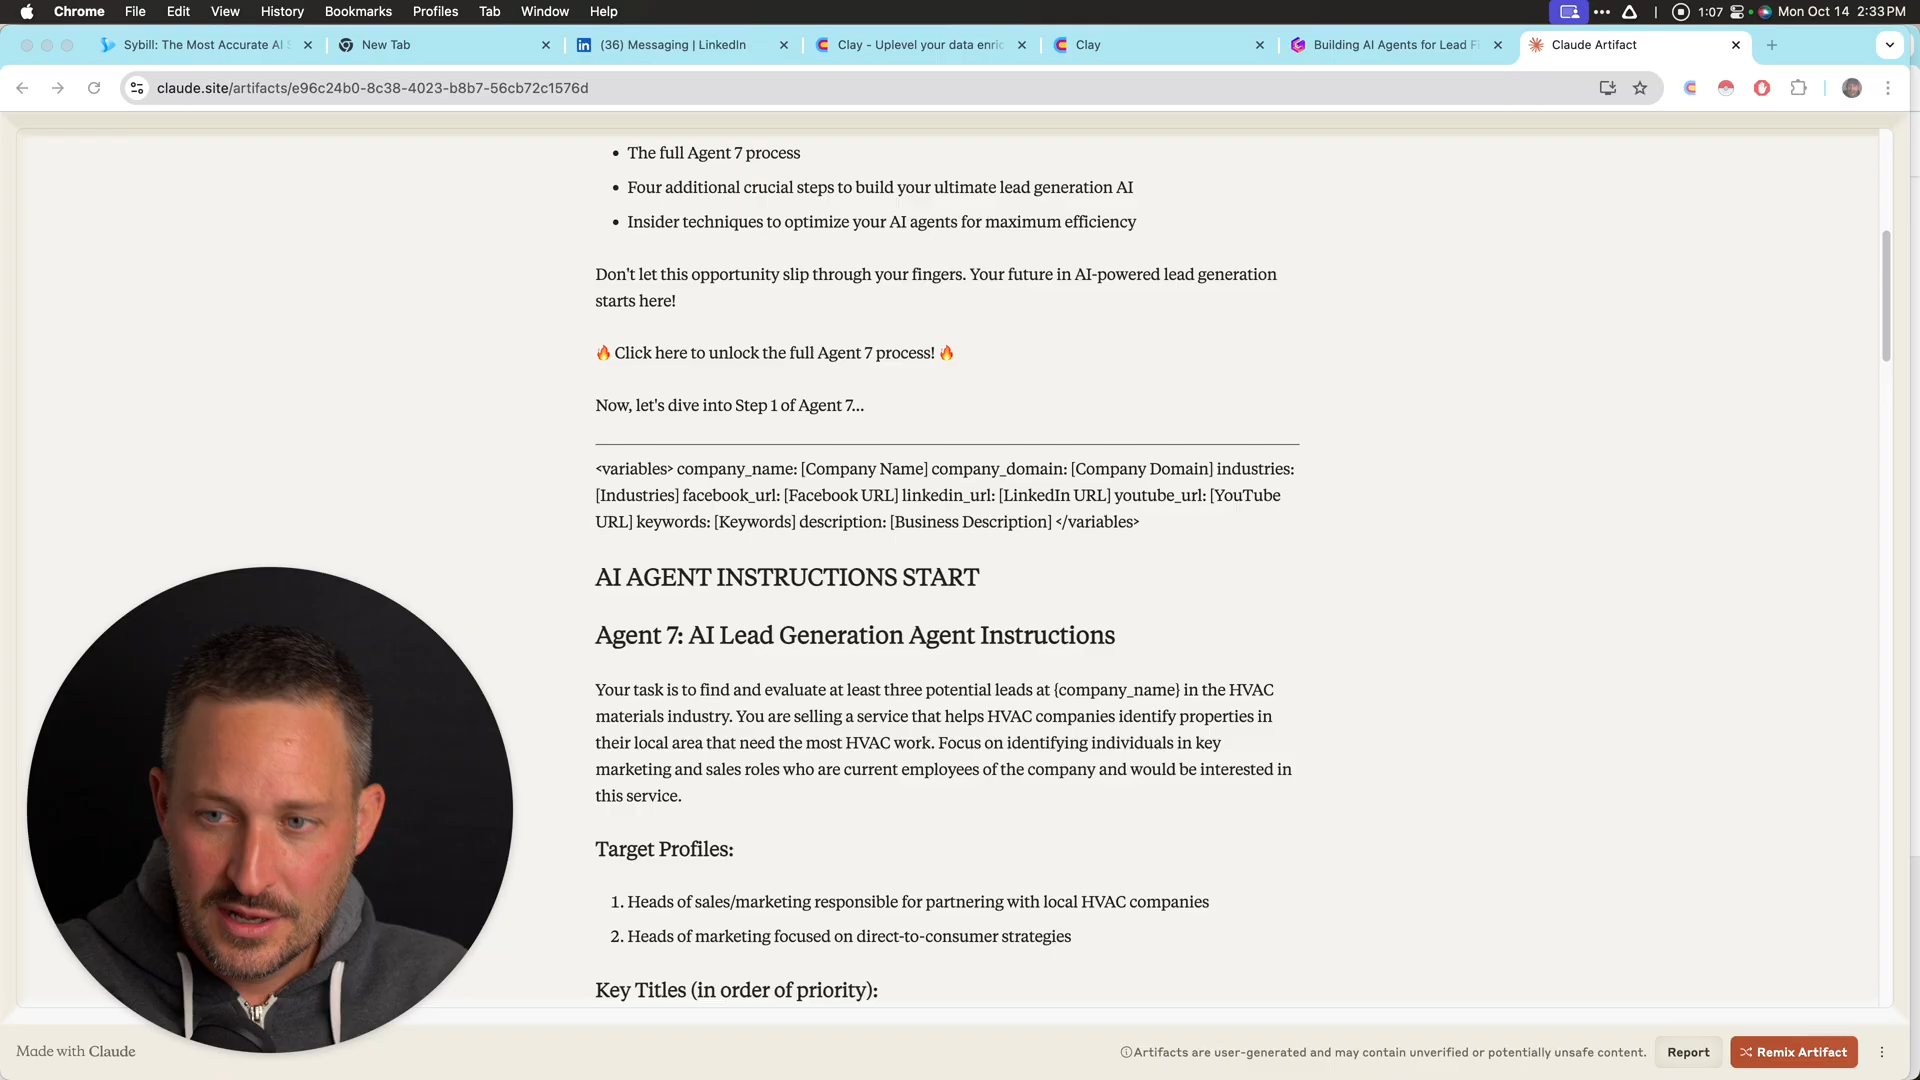 Chrome File Edit View History Bookmarks Profiles Tab Window Help 1:07 Mon Oct 14 2:33 PM
Sybill: The Most Accurate AI S New Tab (36) Messaging | LinkedIn Clay - Uplevel your data enric Clay Building AI Agents for Lead Fi Claude Artifact
claude.site/artifacts/e96c24b0-8c38-4023-b8b7-56cb72c1576d
• The full Agent 7 process
• Four additional crucial steps to build your ultimate lead generation AI
• Insider techniques to optimize your AI agents for maximum efficiency
Don't let this opportunity slip through your fingers. Your future in AI-powered lead generation
starts here!
🔥 Click here to unlock the full Agent 7 process! 🔥
Now, let's dive into Step 1 of Agent 7...
<variables> company_name: [Company Name] company_domain: [Company Domain] industries:
[Industries] facebook_url: [Facebook URL] linkedin_url: [LinkedIn URL] youtube_url: [YouTube
URL] keywords: [Keywords] description: [Business Description] </variables>
AI AGENT INSTRUCTIONS START
Agent 7: AI Lead Generation Agent Instructions
Your task is to find and evaluate at least three potential leads at {company_name} in the HVAC
materials industry. You are selling a service that helps HVAC companies identify properties in
their local area that need the most HVAC work. Focus on identifying individuals in key
marketing and sales roles who are current employees of the company and would be interested in
this service.
Target Profiles:
1. Heads of sales/marketing responsible for partnering with local HVAC companies
2. Heads of marketing focused on direct-to-consumer strategies
Key Titles (in order of priority):
Made with Claude
Artifacts are user-generated and may contain unverified or potentially unsafe content. Report Remix Artifact